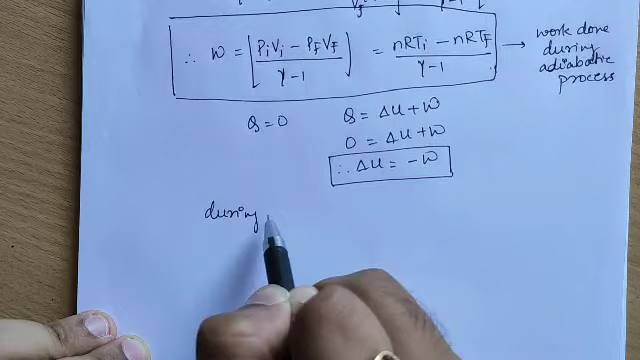 ∴ W = [PiVi − PfVf / γ−1] = nRTi − nRTf / γ−1 → work done during adiabatic process
Q = 0 Q = ΔU + W
0 = ΔU + W
∴ ΔU = − W
during